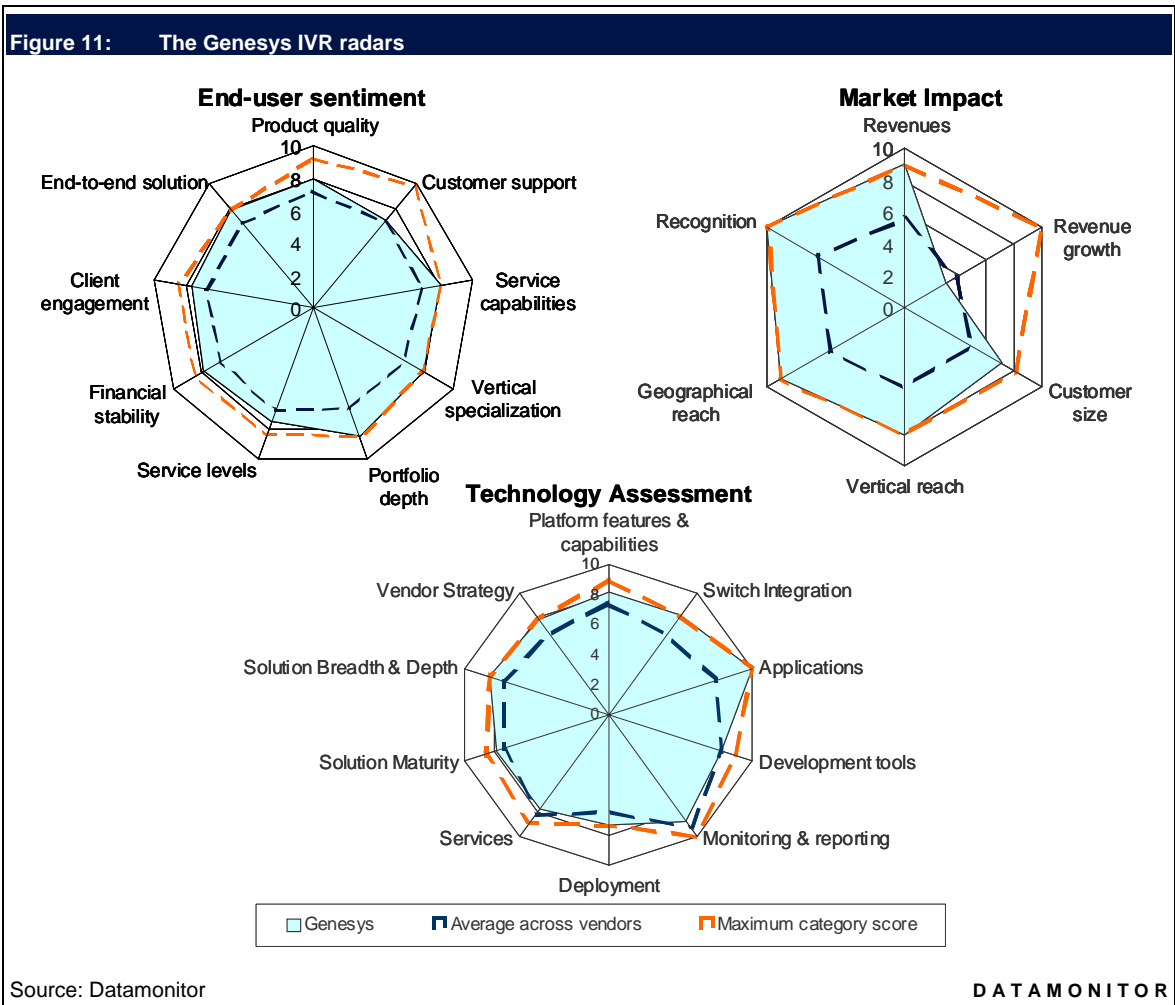 Figure 11: The Genesys IVR radars
End-user sentiment
Product quality
10
8
6
4
2
0
Customer support
Service
capabilities
Vertical
specialization
Portfolio
depth
Service levels
Financial
stability
Client
engagement
End-to-end solution
Market Impact
Revenues
10
8
6
4
2
0
Revenue
growth
Customer
size
Vertical reach
Geographical
reach
Recognition
Technology Assessment
Platform features &
capabilities
10
8
6
4
2
0
Switch Integration
Applications
Development tools
Monitoring & reporting
Deployment
Services
Solution Maturity
Solution Breadth & Depth
Vendor Strategy
Genesys Average across vendors Maximum category score
Source: Datamonitor
DATAMONITOR